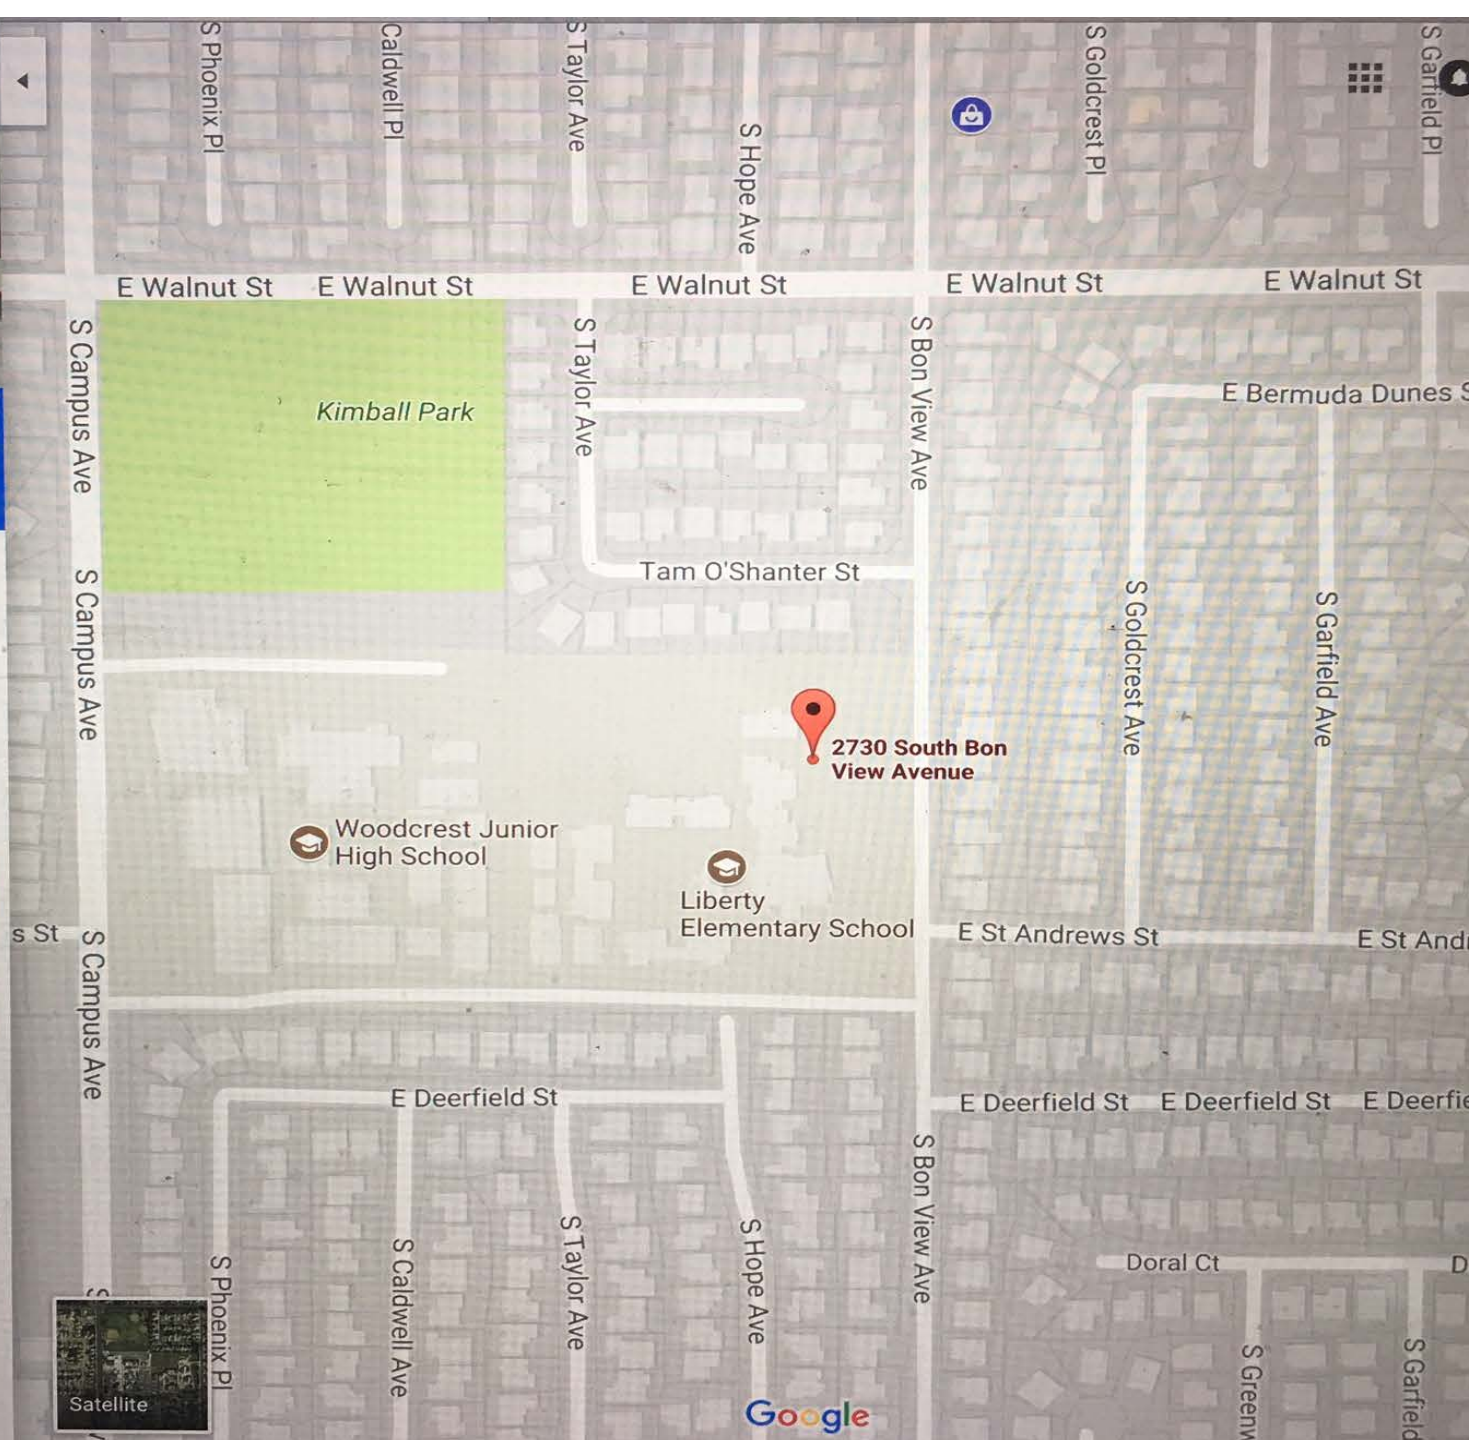 S Phoenix Pl
Caldwell Pl
S Taylor Ave
S Hope Ave
S Goldcrest Pl
S Garfield Pl
E Walnut St
E Walnut St
E Walnut St
E Walnut St
E Walnut St
S Campus Ave
Kimball Park
S Taylor Ave
S Bon View Ave
E Bermuda Dunes S
Tam O'Shanter St
S Campus Ave
S Goldcrest Ave
S Garfield Ave
2730 South Bon
View Avenue
Woodcrest Junior
High School
Liberty
Elementary School
s St
S Campus Ave
E St Andrews St
E St And
E Deerfield St
E Deerfield St
E Deerfield St
E Deerfie
S Bon View Ave
S Phoenix Pl
S Caldwell Ave
S Taylor Ave
S Hope Ave
Doral Ct
D
S Greenw
S Garfield
S
Satellite
Google